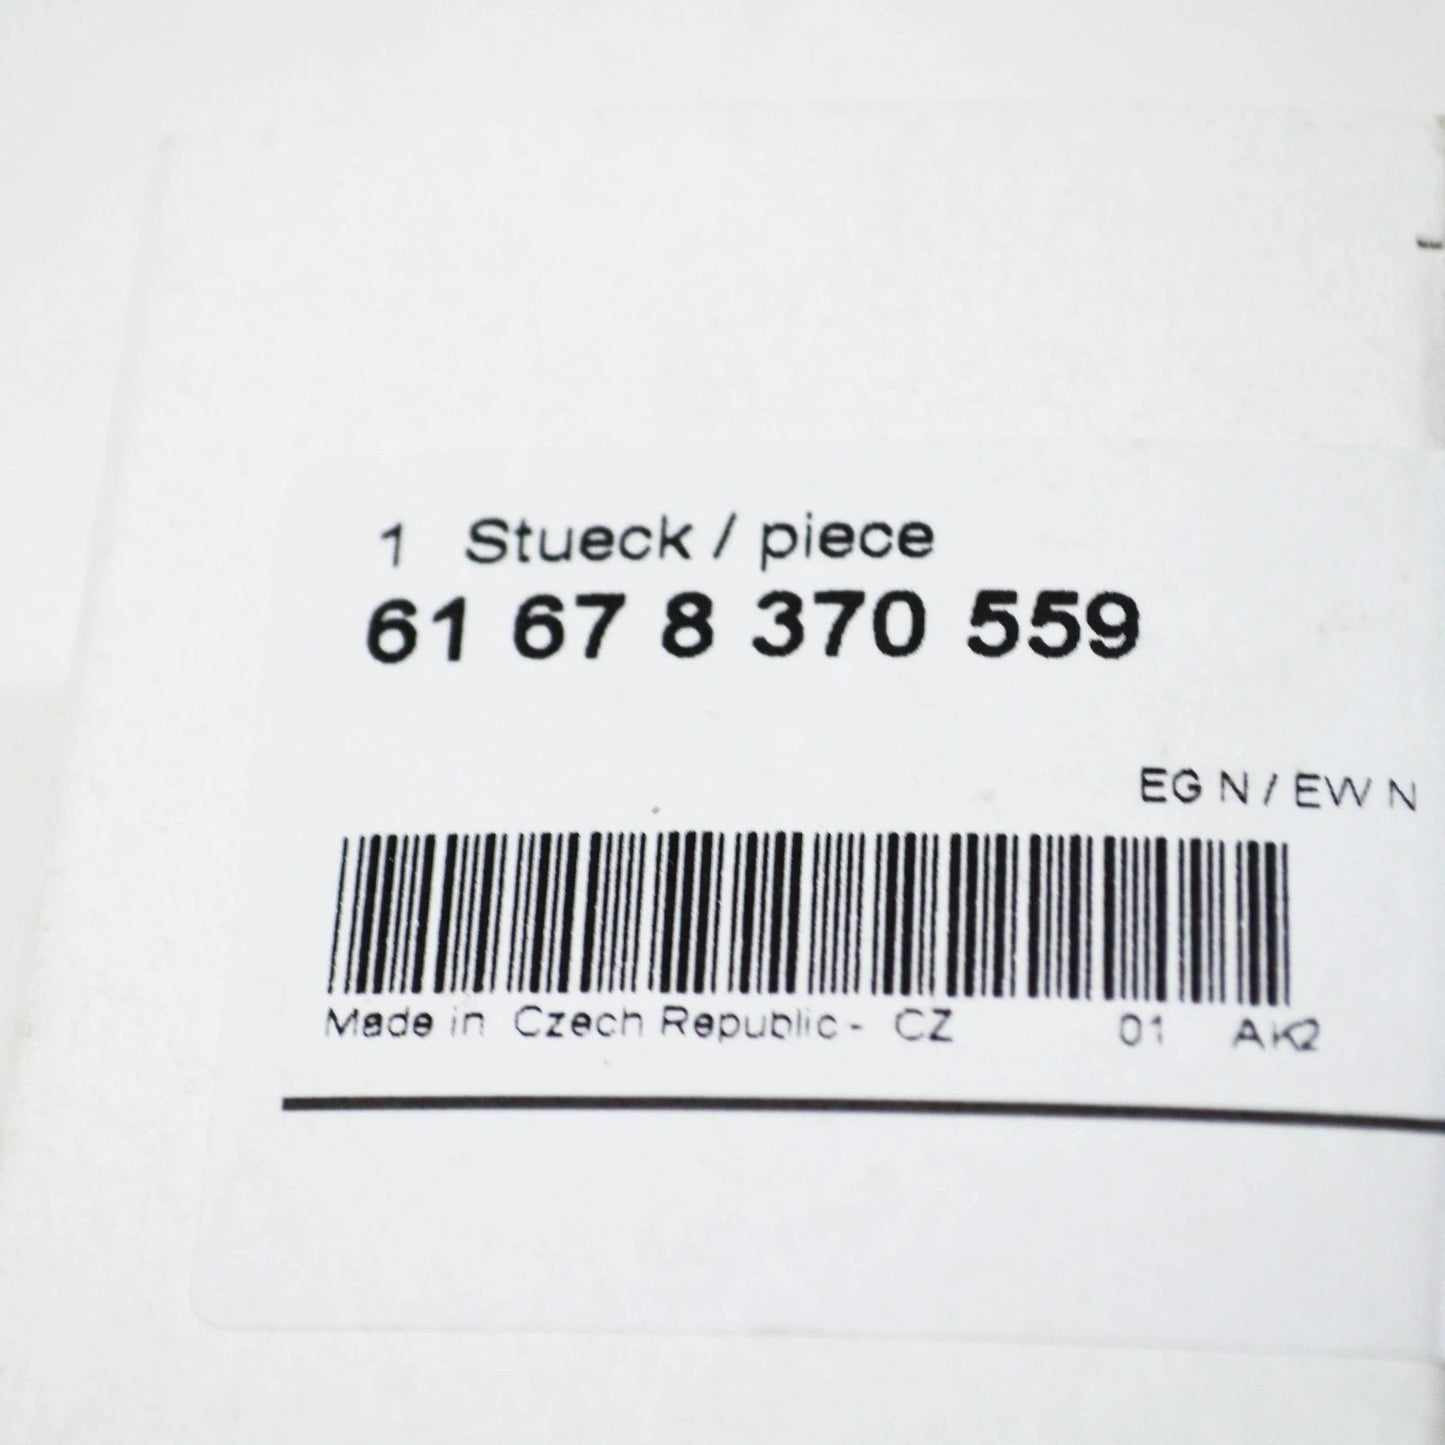 1 Stueck / piece
61 67 8 370 559
EG N / EW N
Made in Czech Republic - CZ 01 AK2